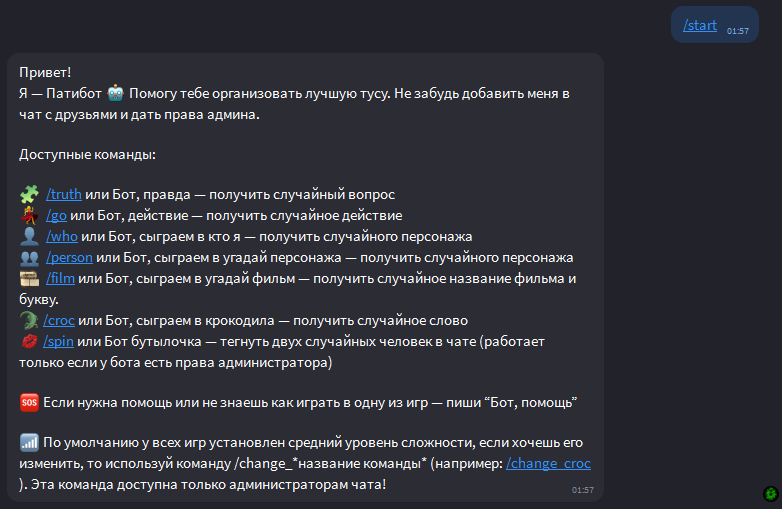 /start 01:57
Привет!
Я — Патибот 🤖 Помогу тебе организовать лучшую тусу. Не забудь добавить меня в
чат с друзьями и дать права админа.
Доступные команды:
🧩 /truth или Бот, правда — получить случайный вопрос
💃 /go или Бот, действие — получить случайное действие
👤 /who или Бот, сыграем в кто я — получить случайного персонажа
👥 /person или Бот, сыграем в угадай персонажа — получить случайного персонажа
/film или Бот, сыграем в угадай фильм — получить случайное название фильма и
букву.
🐊 /croc или Бот, сыграем в крокодила — получить случайное слово
💋 /spin или Бот бутылочка — тегнуть двух случайных человек в чате (работает
только если у бота есть права администратора)
🆘 Если нужна помощь или не знаешь как играть в одну из игр — пиши “Бот, помощь”
📶 По умолчанию у всех игр установлен средний уровень сложности, если хочешь его
изменить, то используй команду /change_*название команды* (например: /change_croc
). Эта команда доступна только администраторам чата!
01:57